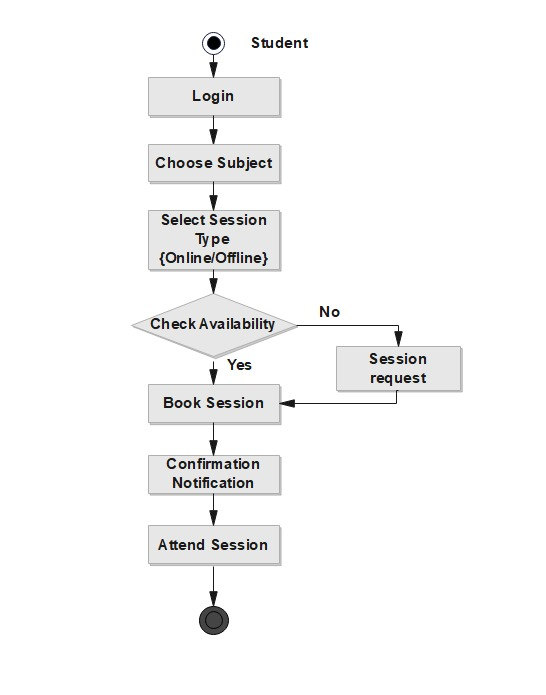 Student
Login
Choose Subject
Select Session
Type
{Online/Offline}
Check Availability
No
Yes
Session
request
Book Session
Confirmation
Notification
Attend Session